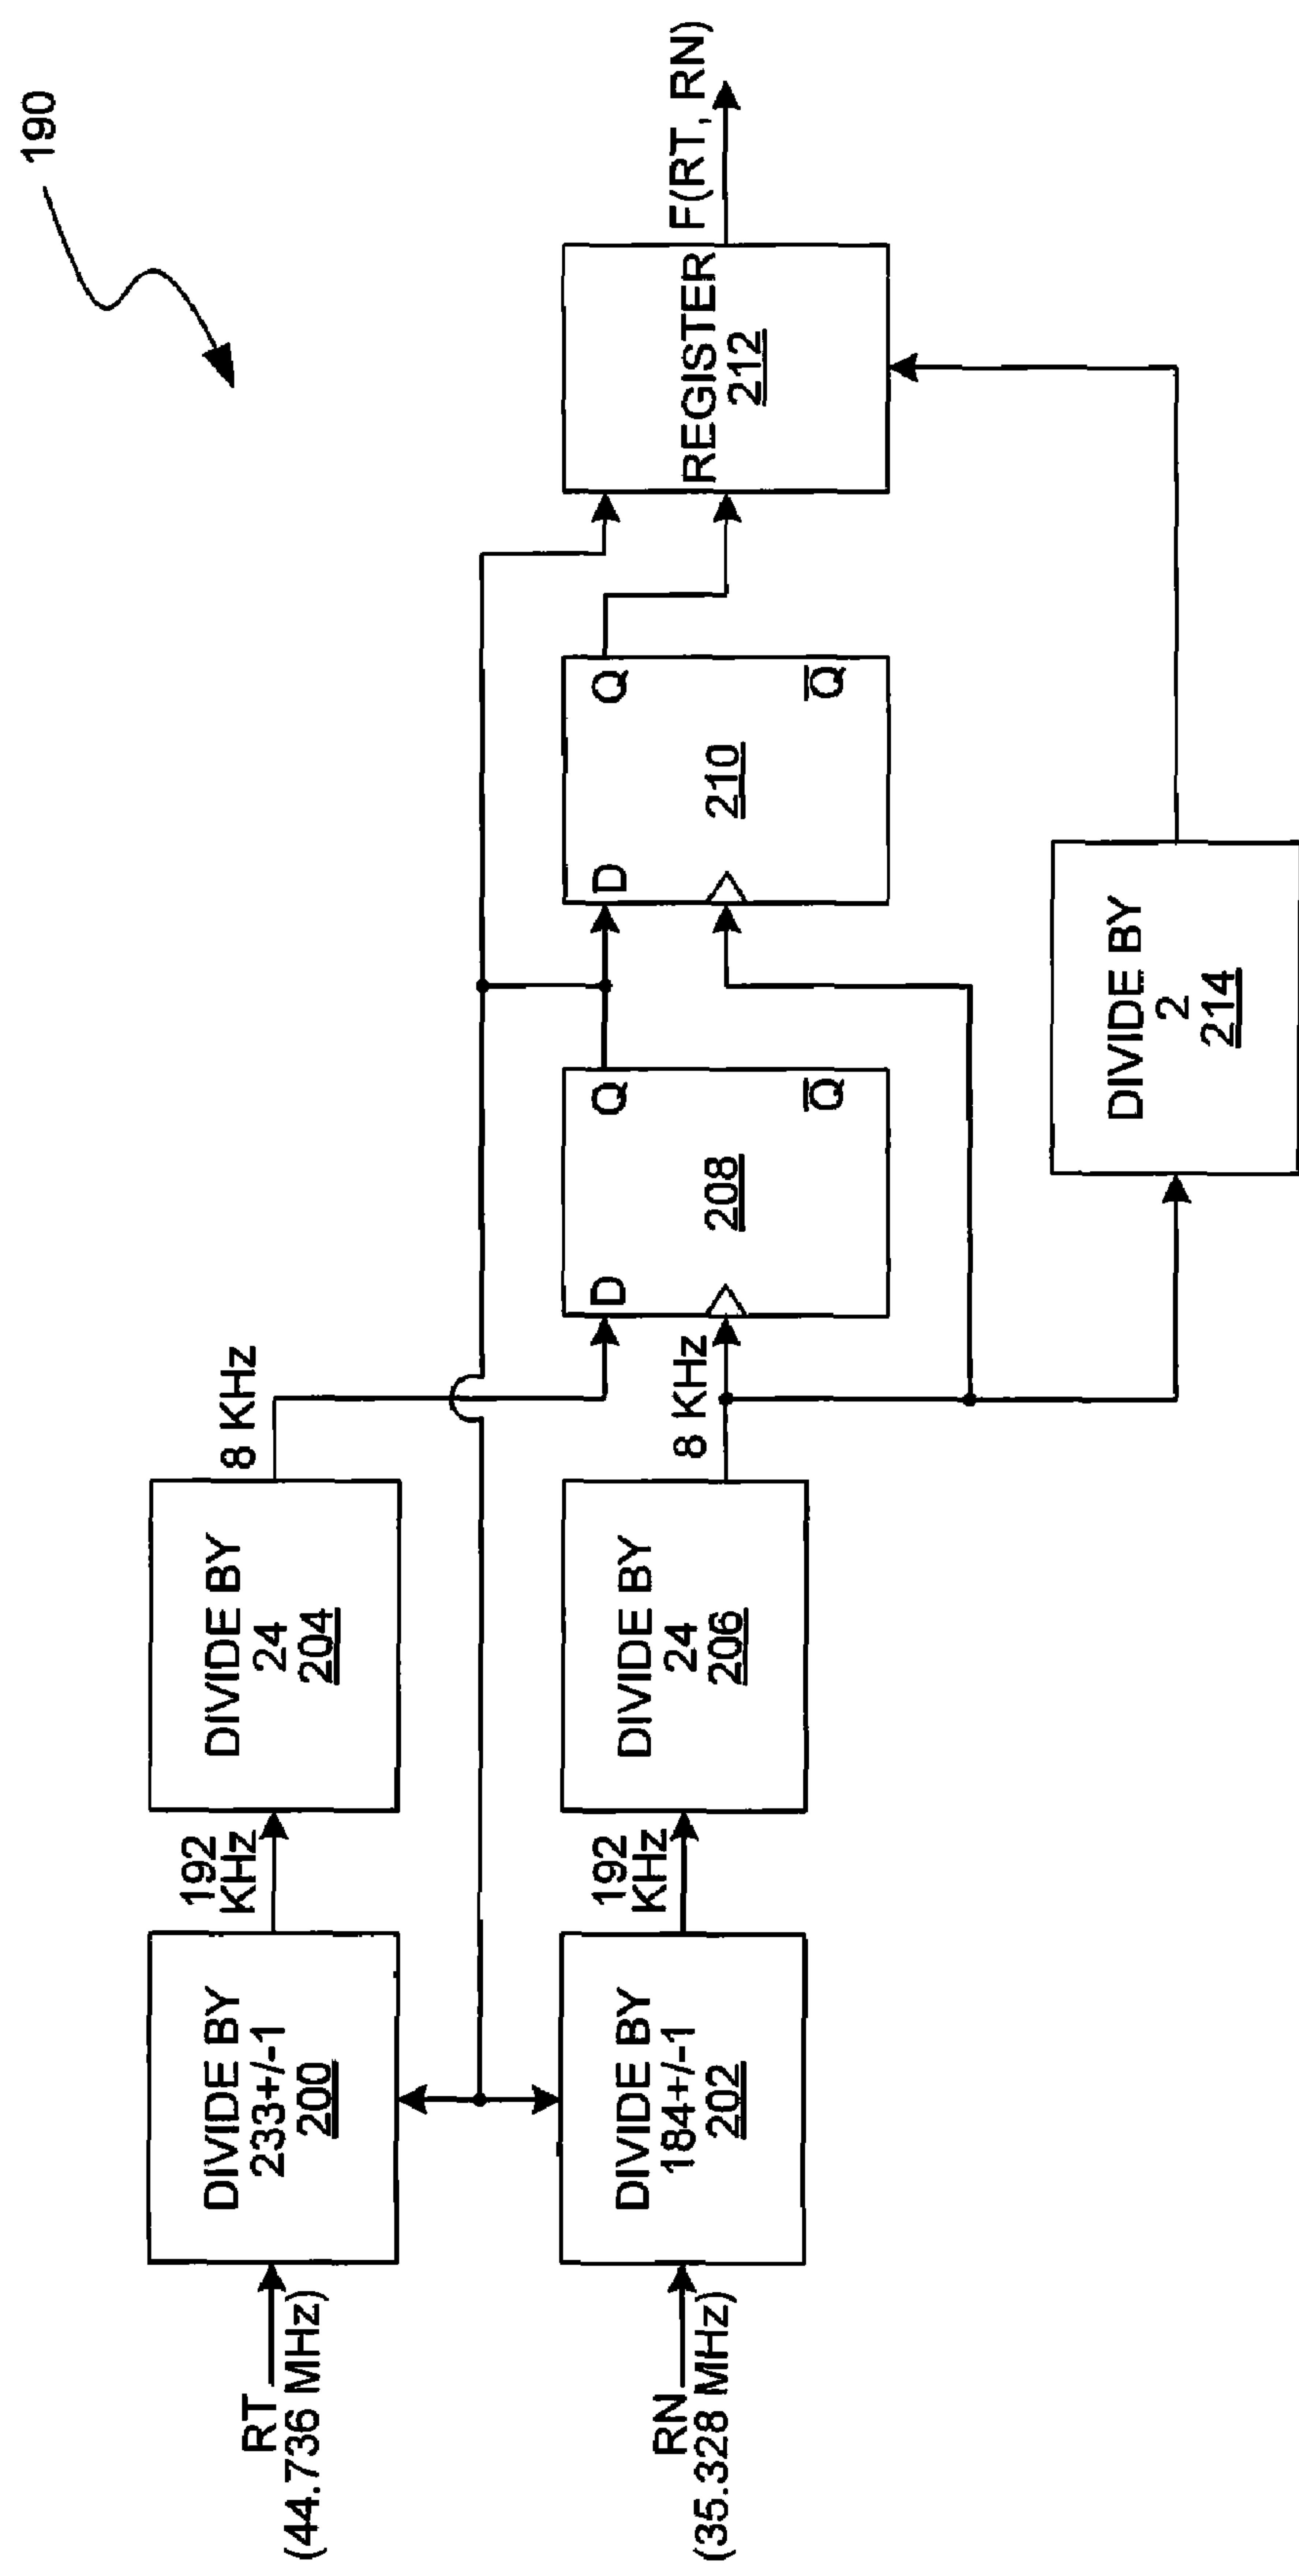 190
RT
(44.736 MHz)
DIVIDE BY
233+/-1
200
192
KHz
DIVIDE BY
24
204
8 KHz
RN
(35.328 MHz)
DIVIDE BY
184+/-1
202
192
KHz
DIVIDE BY
24
206
8 KHz
D
Q
208
Q
D
Q
210
Q
REGISTER
212
F(RT, RN)
DIVIDE BY
2
214